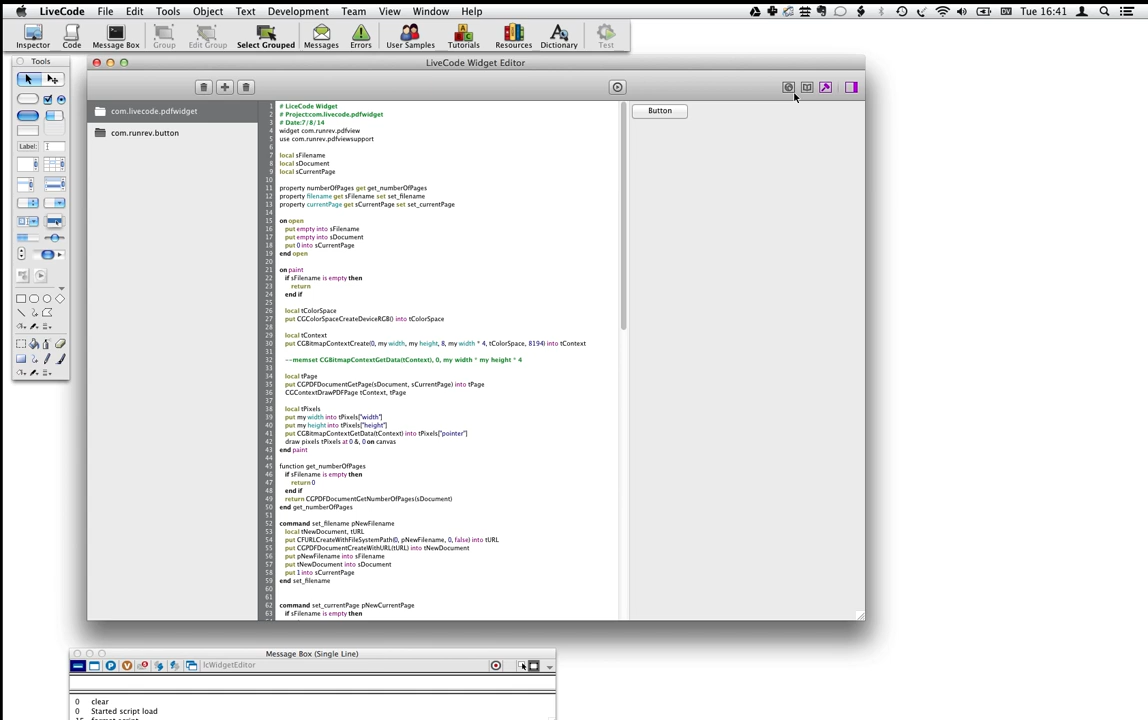 LiveCode File Edit Tools Object Text Development Team View Window Help Tue 16:41
Inspector Code Message Box Group Edit Group Select Grouped Messages Errors User Samples Tutorials Resources Dictionary Test
Tools
Label:
LiveCode Widget Editor
com.livecode.pdfwidget
com.runrev.button
Button
1 # LiceCode Widget
2 # Project:com.livecode.pdfwidget
3 # Date:7/8/14
4 widget com.runrev.pdfview
5 use com.runrev.pdfviewsupport
6
7 local sFilename
8 local sDocument
9 local sCurrentPage
10
11 property numberOfPages get get_numberOfPages
12 property filename get sFilename set set_filename
13 property currentPage get sCurrentPage set set_currentPage
14
15 on open
16 put empty into sFilename
17 put empty into sDocument
18 put 0 into sCurrentPage
19 end open
20
21 on paint
22 if sFilename is empty then
23 return
24 end if
25
26 local tColorSpace
27 put CGColorSpaceCreateDeviceRGB() into tColorSpace
28
29 local tContext
30 put CGBitmapContextCreate(0, my width, my height, 8, my width * 4, tColorSpace, 8194) into tContext
31
32 --memset CGBitmapContextGetData(tContext), 0, my width * my height * 4
33
34 local tPage
35 put CGPDFDocumentGetPage(sDocument, sCurrentPage) into tPage
36 CGContextDrawPDFPage tContext, tPage
37
38 local tPixels
39 put my width into tPixels["width"]
40 put my height into tPixels["height"]
41 put CGBitmapContextGetData(tContext) into tPixels["pointer"]
42 draw pixels tPixels at 0 &, 0 on canvas
43 end paint
44
45 function get_numberOfPages
46 if sFilename is empty then
47 return 0
48 end if
49 return CGPDFDocumentGetNumberOfPages(sDocument)
50 end get_numberOfPages
51
52 command set_filename pNewFilename
53 local tNewDocument, tURL
54 put CFURLCreateWithFileSystemPath(0, pNewFilename, 0, false) into tURL
55 put CGPDFDocumentCreateWithURL(tURL) into tNewDocument
56 put pNewFilename into sFilename
57 put tNewDocument into sDocument
58 put 1 into sCurrentPage
59 end set_filename
60
61
62 command set_currentPage pNewCurrentPage
63 if sFilename is empty then
Message Box (Single Line)
lcWidgetEditor
0 clear
0 Started script load